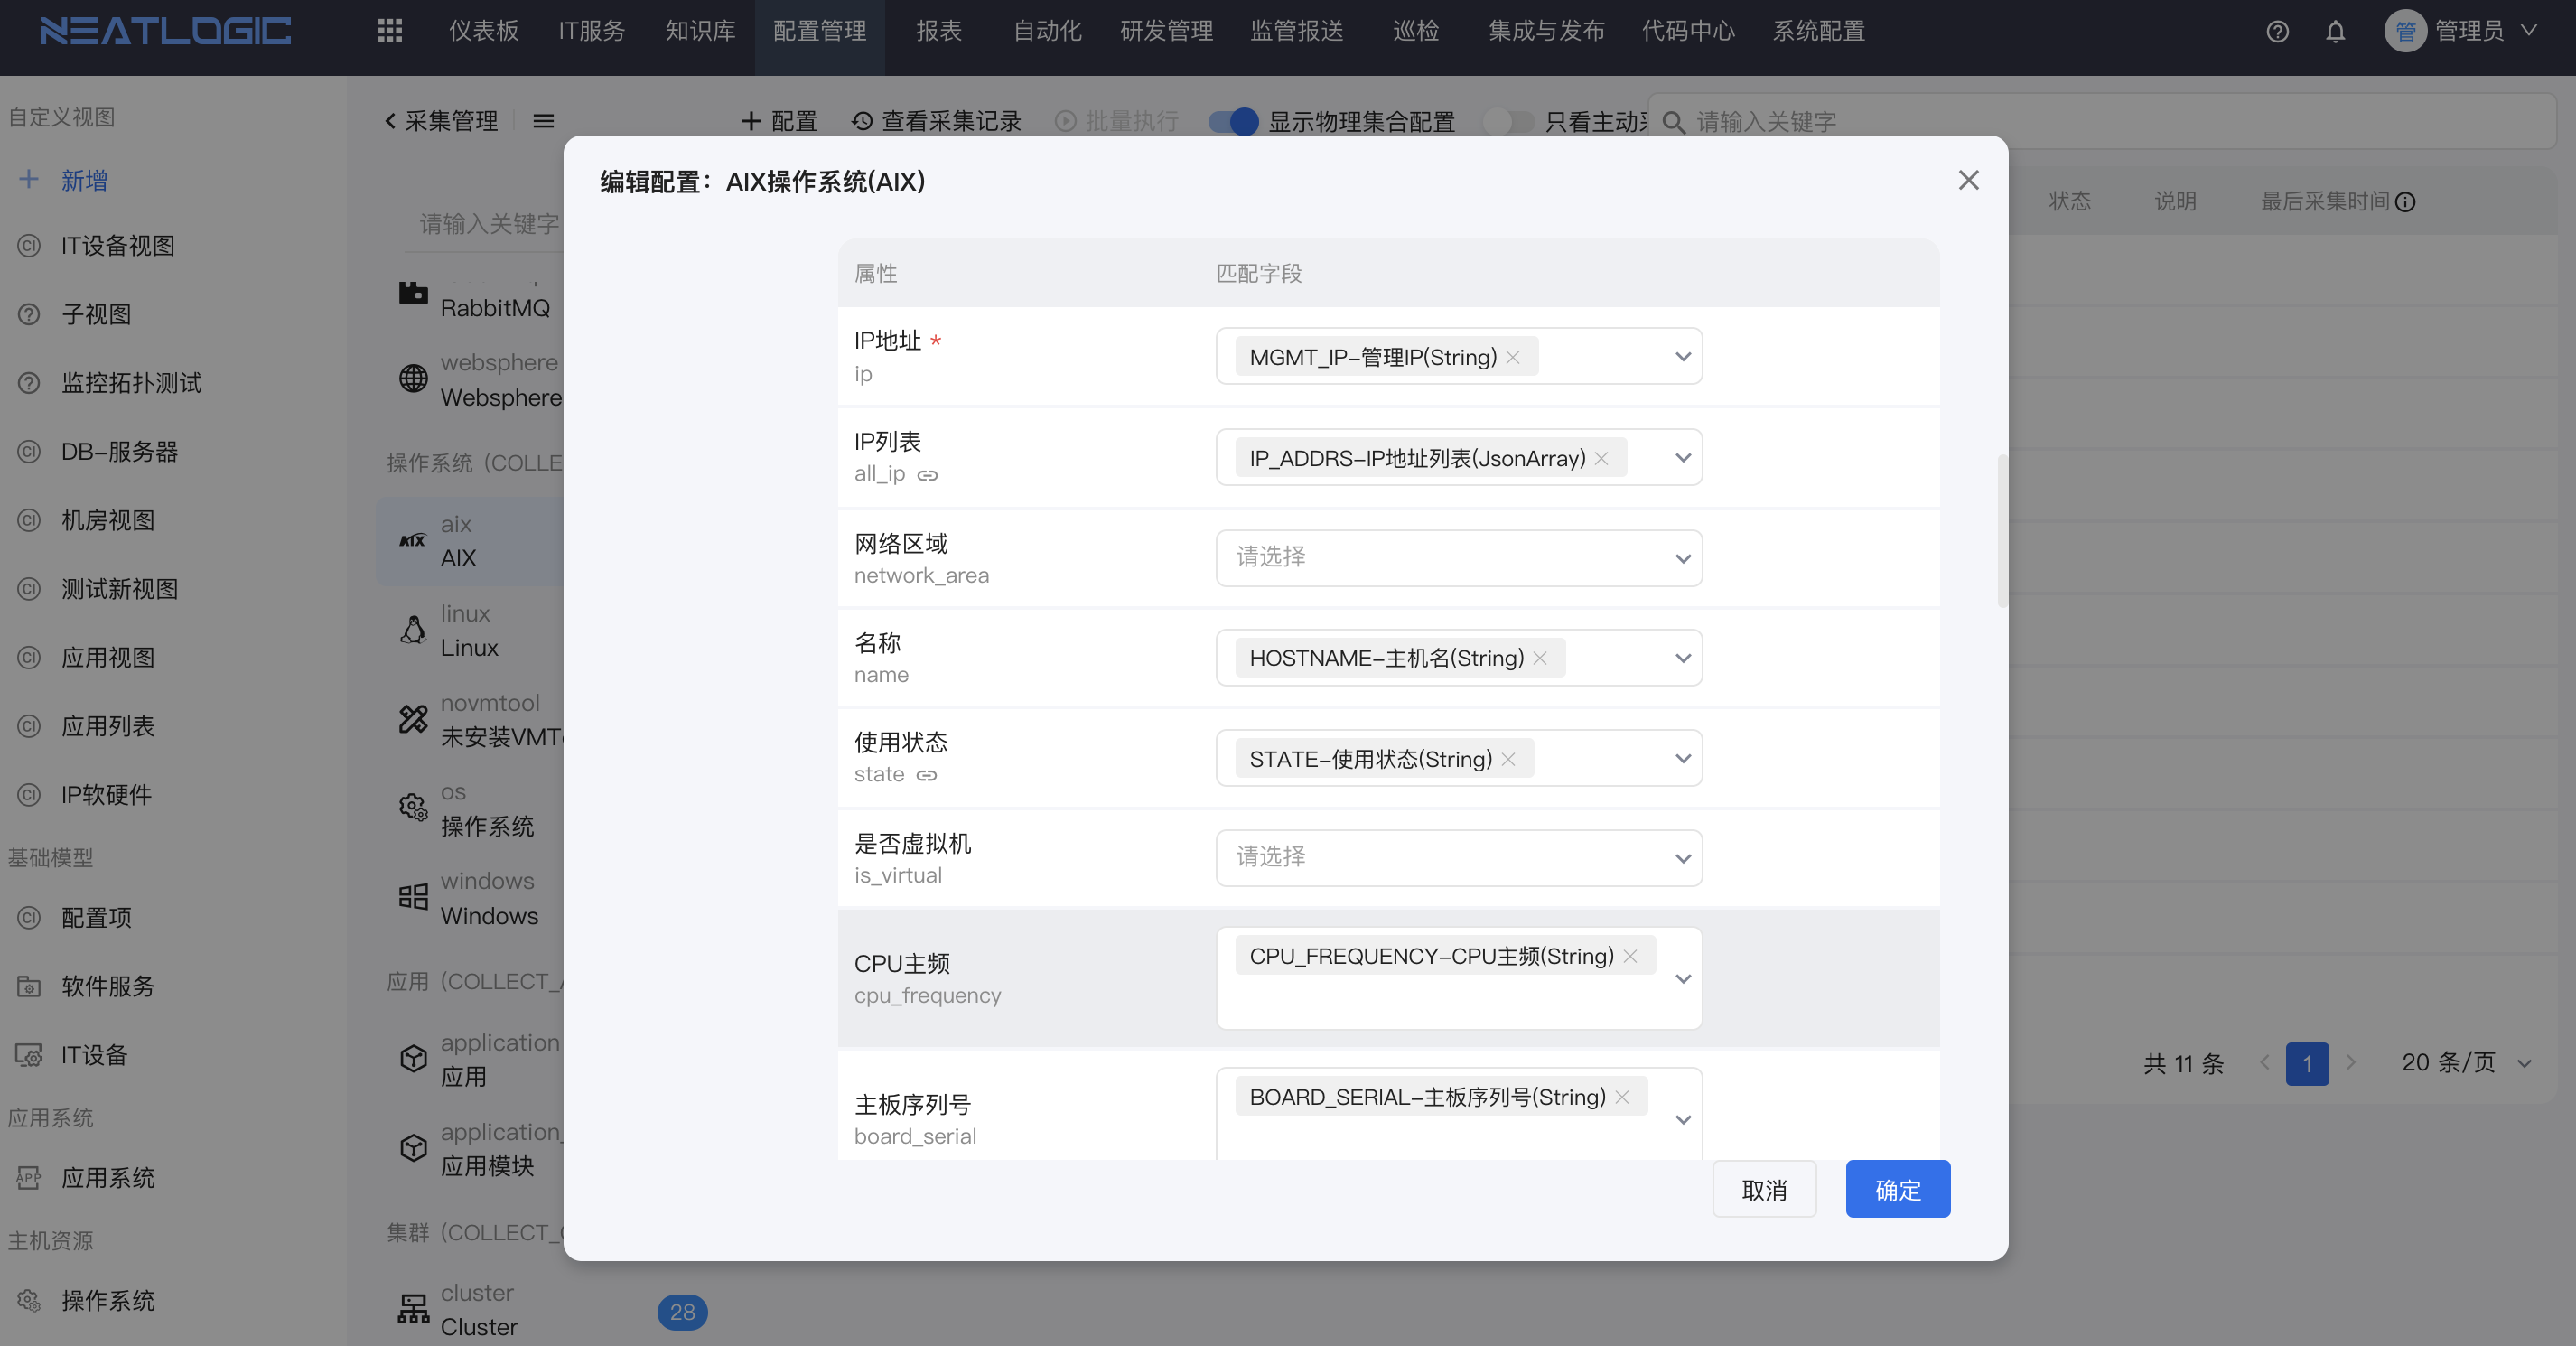 NEATLOGIC
仪表板
IT服务
知识库
配置管理
报表
自动化
研发管理
监管报送
巡检
集成与发布
代码中心
系统配置
管
管理员
自定义视图
新增
IT设备视图
子视图
监控拓扑测试
DB-服务器
机房视图
测试新视图
应用视图
应用列表
IP软硬件
基础模型
配置项
软件服务
IT设备
应用系统
应用系统
主机资源
操作系统
采集管理
配置
查看采集记录
批量执行
显示物理集合配置
只看主动采
请输入关键字
请输入关键字
RabbitMQ
websphere
Websphere
操作系统 (COLLE
aix
AIX
linux
Linux
novmtool
未安装VMT
os
操作系统
windows
Windows
应用 (COLLECT_
application
应用
application_
应用模块
集群 (COLLECT_
cluster
Cluster
28
状态
说明
最后采集时间
共 11 条
1
20 条/页
编辑配置：AIX操作系统(AIX)
属性
匹配字段
IP地址 *
ip
MGMT_IP-管理IP(String)
IP列表
all_ip
IP_ADDRS-IP地址列表(JsonArray)
网络区域
network_area
请选择
名称
name
HOSTNAME-主机名(String)
使用状态
state
STATE-使用状态(String)
是否虚拟机
is_virtual
请选择
CPU主频
cpu_frequency
CPU_FREQUENCY-CPU主频(String)
主板序列号
board_serial
BOARD_SERIAL-主板序列号(String)
取消
确定